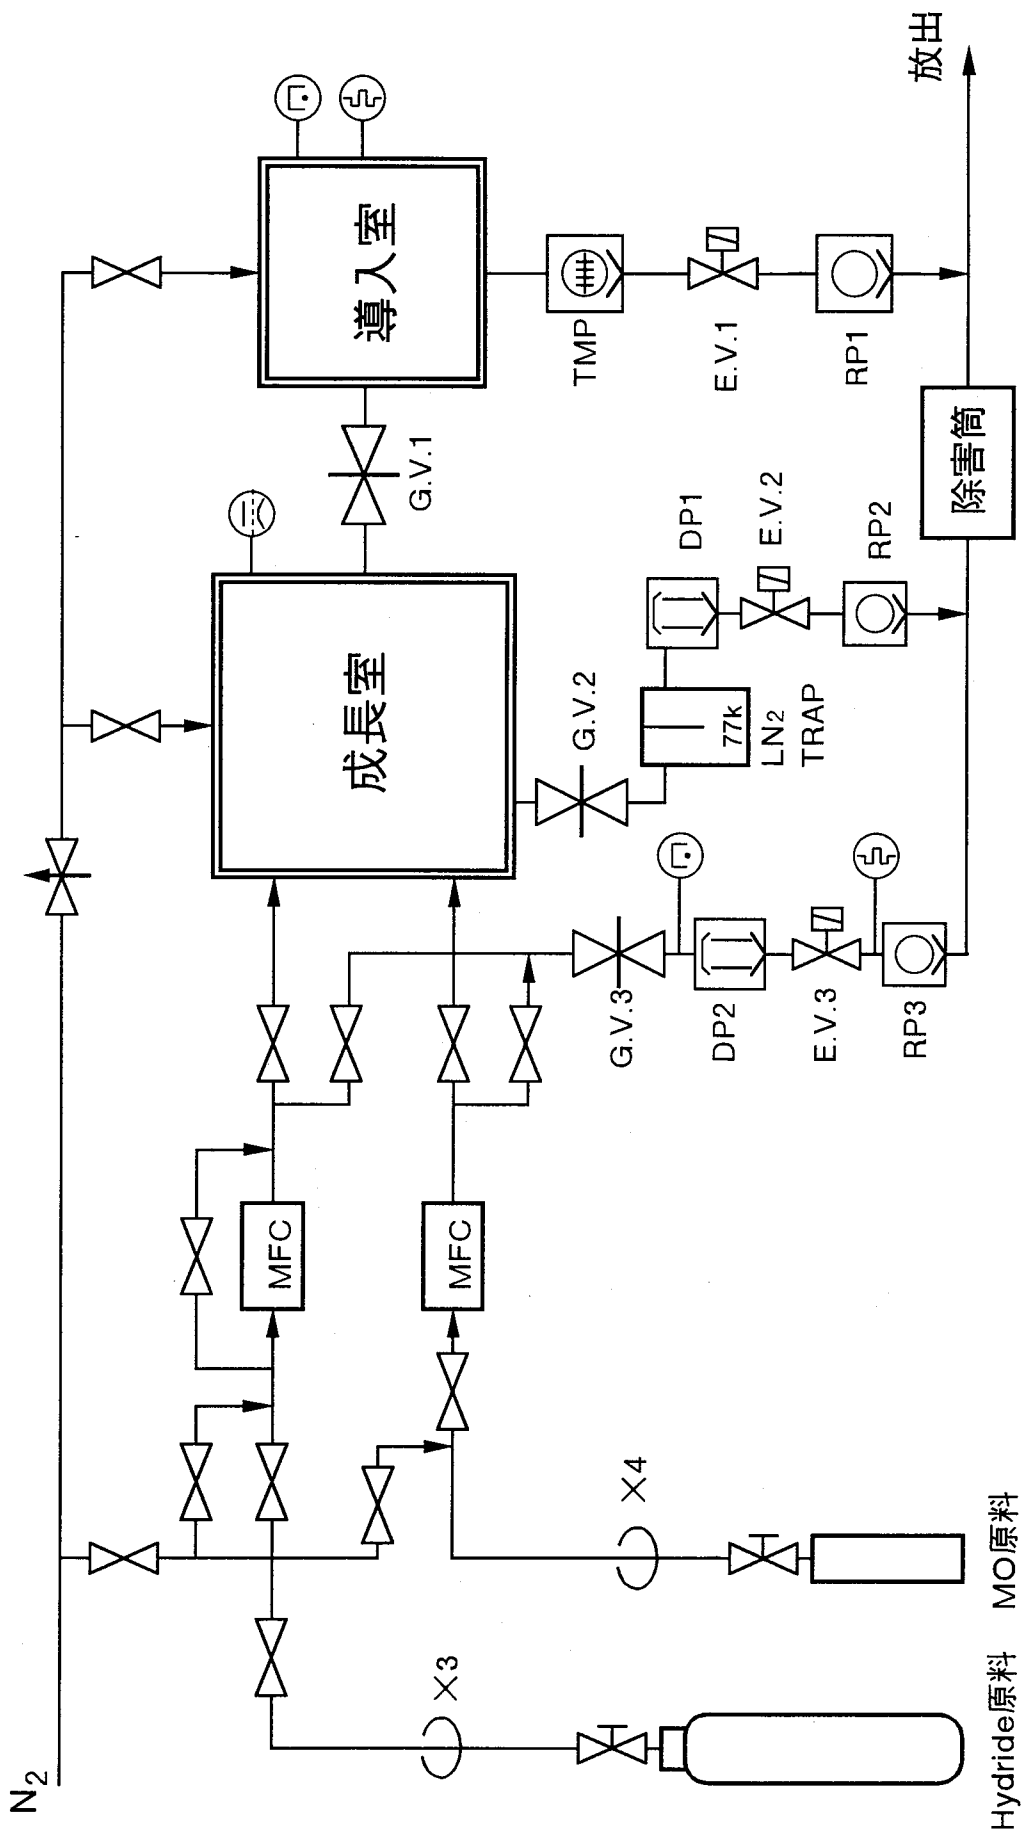 N2
導入室
成長室
G.V.1
TMP
E.V.1
RP1
放出
除害筒
G.V.2
77k
LN2
TRAP
DP1
E.V.2
RP2
G.V.3
DP2
E.V.3
RP3
MFC
MFC
×3
×4
Hydride原料
MO原料